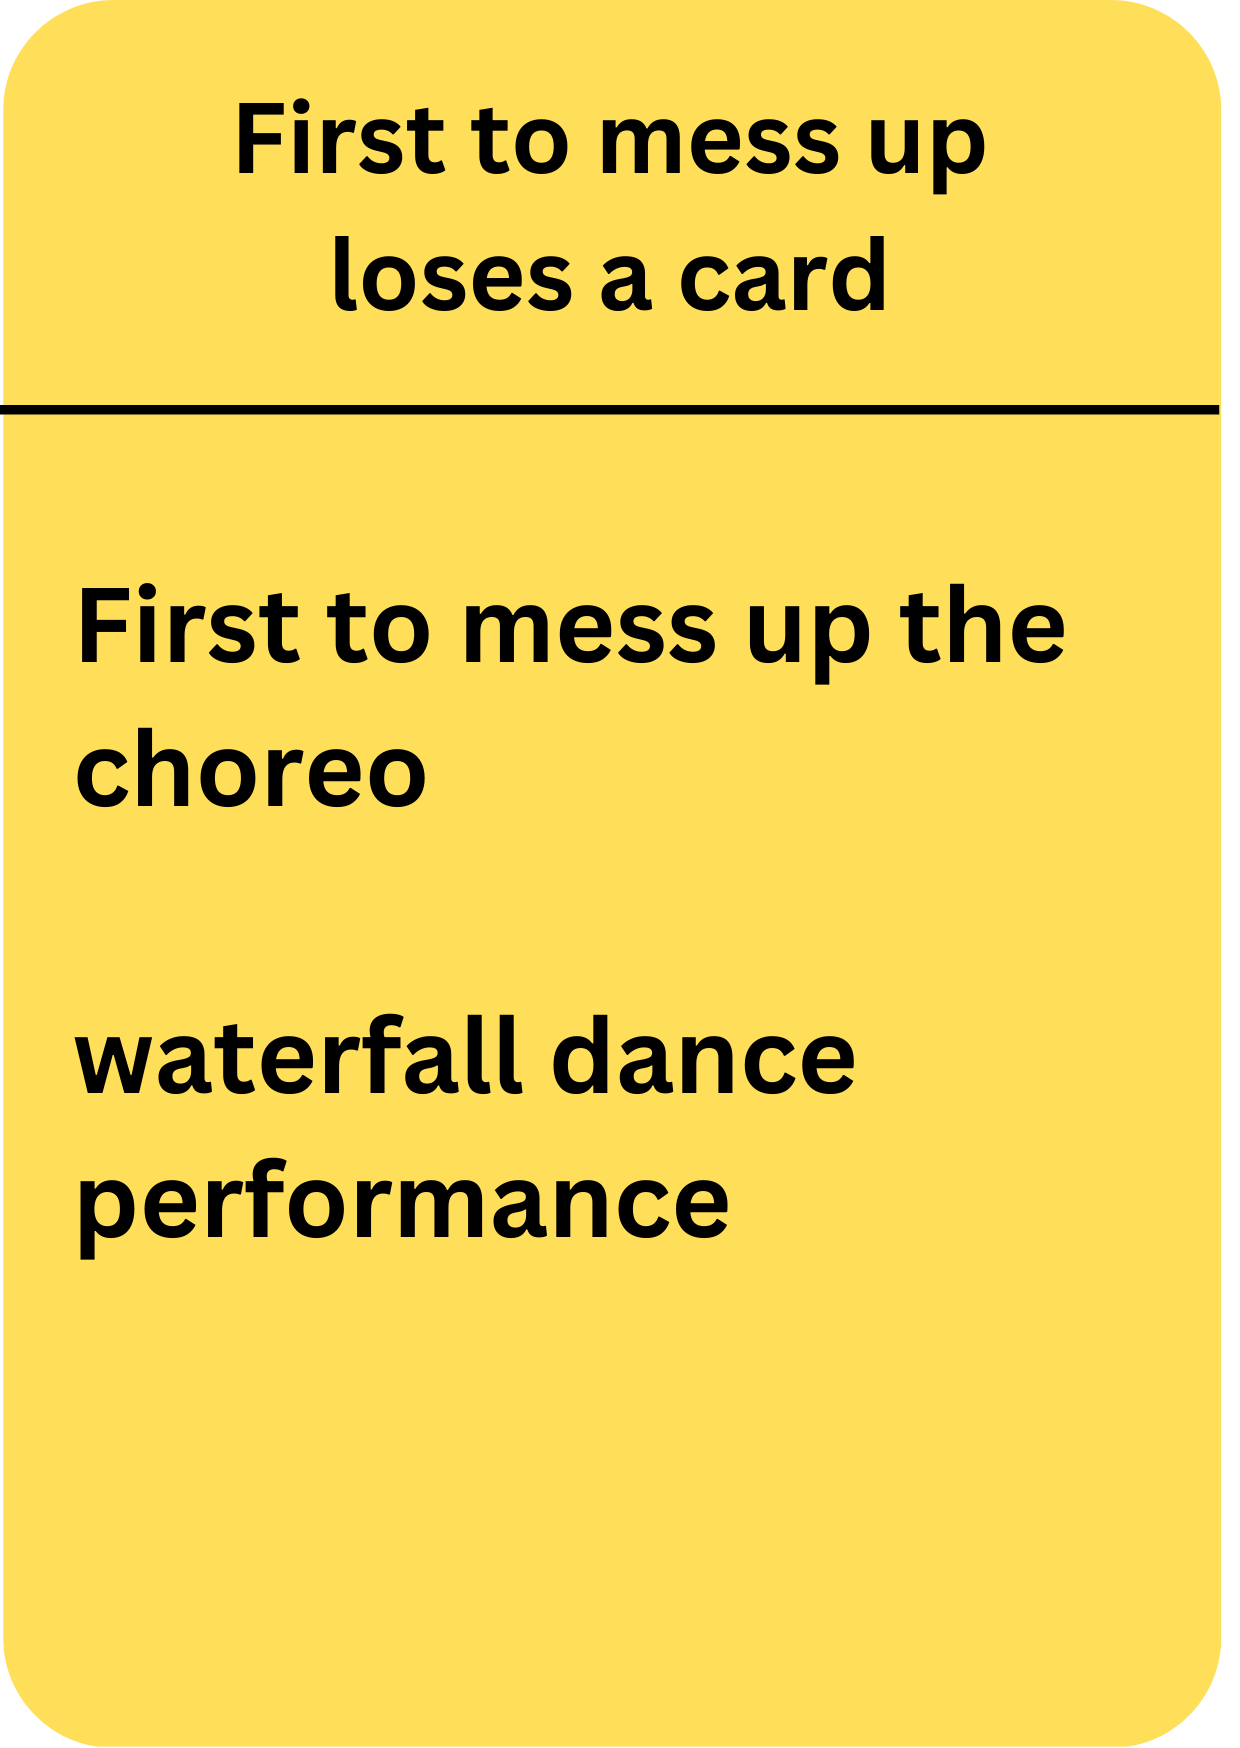 First to mess up
loses a card
First to mess up the
choreo
waterfall dance
performance